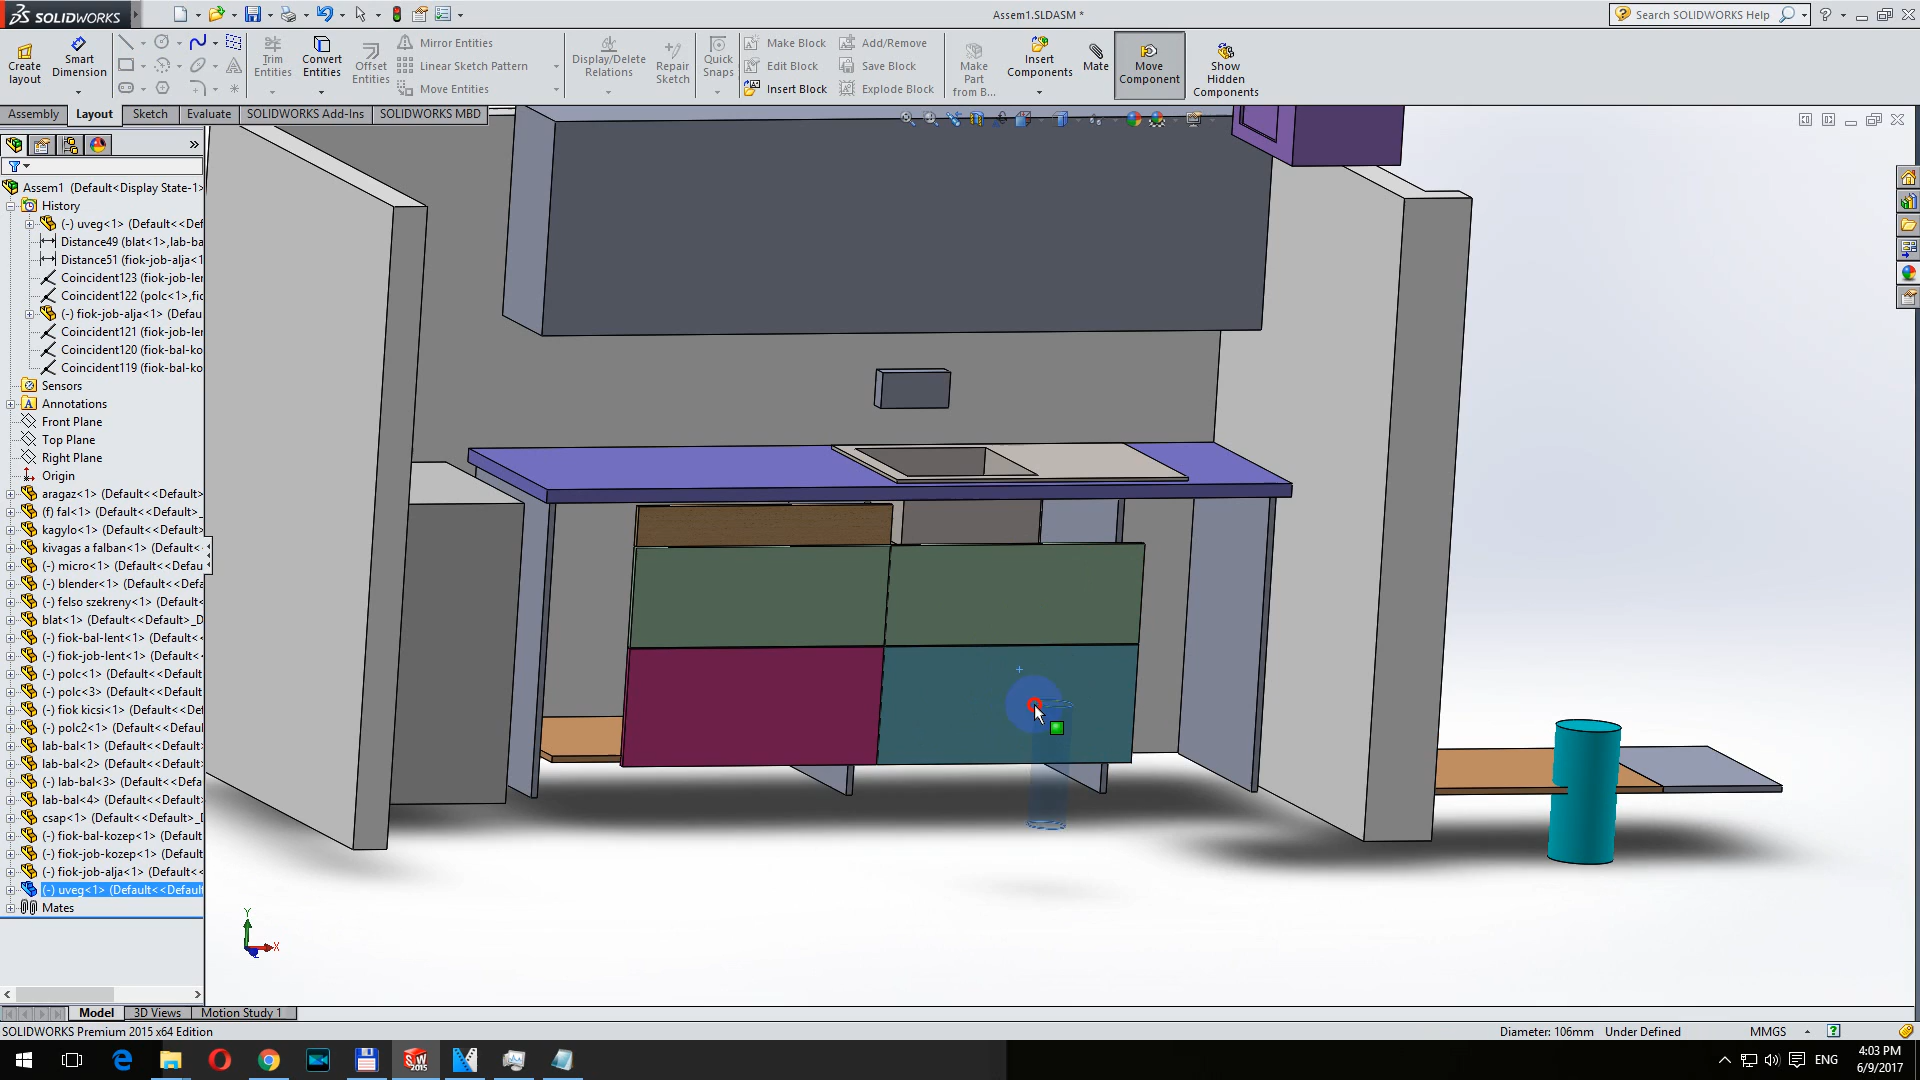 SOLIDWORKS
Assem1.SLDASM *
Search SOLIDWORKS Help
Create layout
Smart Dimension
Trim Entities
Convert Entities
Offset Entities
Mirror Entities
Linear Sketch Pattern
Move Entities
Display/Delete Relations
Repair Sketch
Quick Snaps
Make Block
Edit Block
Insert Block
Add/Remove
Save Block
Explode Block
Make Part from B...
Insert Components
Mate
Move Component
Show Hidden Components
Assembly
Layout
Sketch
Evaluate
SOLIDWORKS Add-Ins
SOLIDWORKS MBD
Assem1 (Default<Display State-1>
History
(-) uveg<1> (Default<<Def
Distance49 (blat<1>,lab-ba
Distance51 (fiok-job-alja<1
Coincident123 (fiok-job-ler
Coincident122 (polc<1>,fic
(-) fiok-job-alja<1> (Defau
Coincident121 (fiok-job-ler
Coincident120 (fiok-bal-ko
Coincident119 (fiok-bal-ko
Sensors
Annotations
Front Plane
Top Plane
Right Plane
Origin
aragaz<1> (Default<<Default>
(f) fal<1> (Default<<Default>_
kagylo<1> (Default<<Default>
kivagas a falban<1> (Default<
(-) micro<1> (Default<<Defau
(-) blender<1> (Default<<Defa
(-) felso szekreny<1> (Default<
blat<1> (Default<<Default>_D
(-) fiok-bal-lent<1> (Default<<
(-) fiok-job-lent<1> (Default<<
(-) polc<1> (Default<<Default
(-) polc<3> (Default<<Default
(-) fiok kicsi<1> (Default<<Def
(-) polc2<1> (Default<<Defaul
lab-bal<1> (Default<<Default>
lab-bal<2> (Default<<Default>
(-) lab-bal<3> (Default<<Defa
lab-bal<4> (Default<<Default>
csap<1> (Default<<Default>_D
(-) fiok-bal-kozep<1> (Default
(-) fiok-job-kozep<1> (Default
(-) fiok-job-alja<1> (Default<<
(-) uveg<1> (Default<<Default
Mates
Y
X
Model
3D Views
Motion Study 1
SOLIDWORKS Premium 2015 x64 Edition
Diameter: 106mm
Under Defined
MMGS
ENG
4:03 PM
6/9/2017